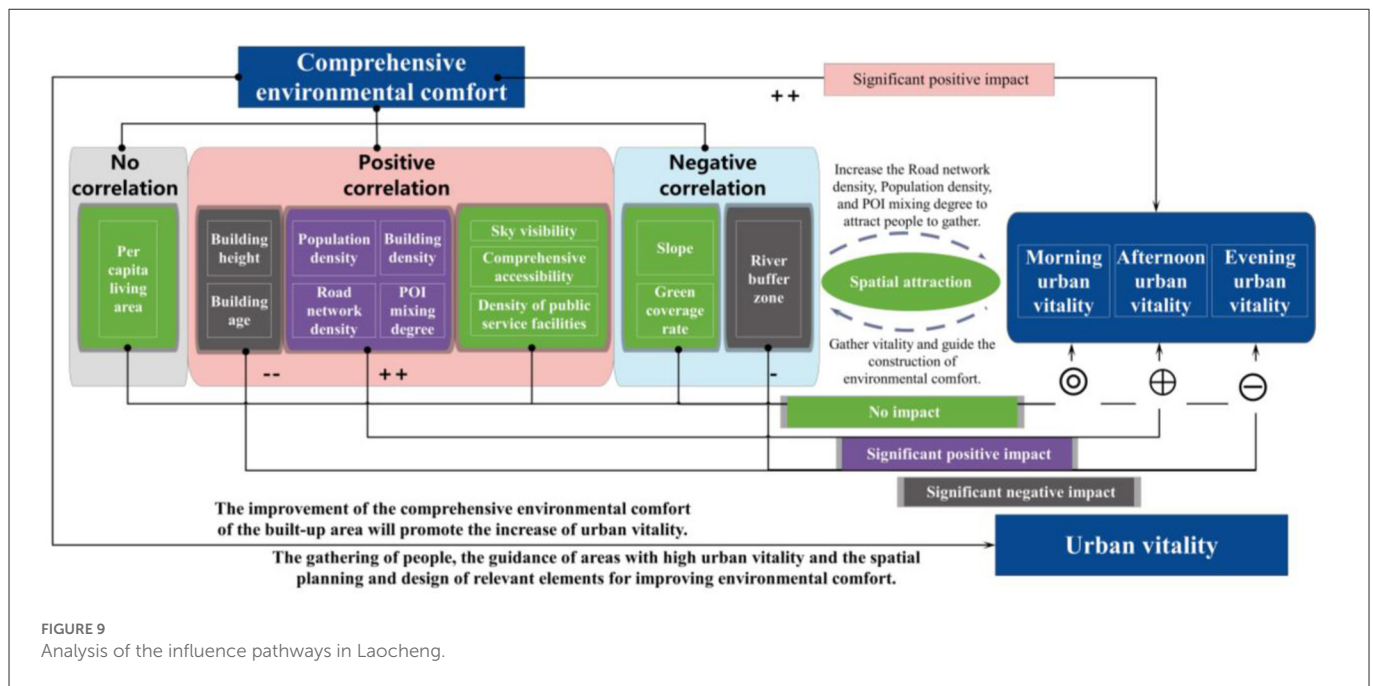 Comprehensive
environmental comfort
++
Significant positive impact
No
correlation
Positive
correlation
Negative
correlation
Per
capita
living
area
Building
height
Building
age
Population
density
Building
density
Road
network
density
POI
mixing
degree
Sky visibility
Comprehensive
accessibility
Density of public
service facilities
Slope
Green
coverage
rate
River
buffer
zone
Increase the Road network
density, Population density,
and POI mixing degree to
attract people to gather.
Spatial attraction
Gather vitality and guide the
construction of
environmental comfort.
Morning
urban
vitality
Afternoon
urban
vitality
Evening
urban
vitality
--
++
-
No impact
Significant positive impact
Significant negative impact
The improvement of the comprehensive environmental comfort
of the built-up area will promote the increase of urban vitality.
The gathering of people, the guidance of areas with high urban vitality and the spatial
planning and design of relevant elements for improving environmental comfort.
Urban vitality
FIGURE 9
Analysis of the influence pathways in Laocheng.